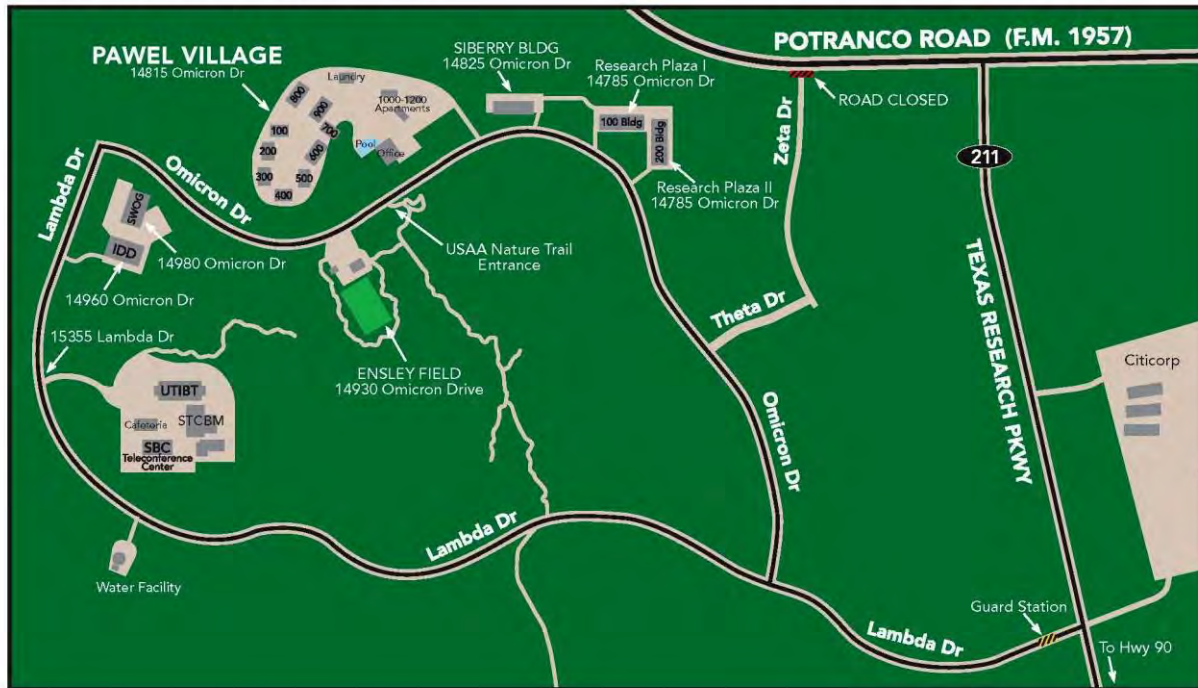 POTRANCO ROAD (F.M. 1957)
PAWEL VILLAGE
14815 Omicron Dr
SIBERRY BLDG
14825 Omicron Dr
Research Plaza I
14785 Omicron Dr
ROAD CLOSED
Laundry
800
900
1000-1200
Apartments
100
700
200
600
Pool
Office
300
500
400
100 Bldg
200 Bldg
Zeta Dr
211
Lambda Dr
Omicron Dr
SWOG
IDD
14980 Omicron Dr
14960 Omicron Dr
Research Plaza II
14785 Omicron Dr
USAA Nature Trail
Entrance
TEXAS RESEARCH PKWY
Theta Dr
15355 Lambda Dr
ENSLEY FIELD
14930 Omicron Drive
Citicorp
UTIBT
Cafeteria
STCBM
SBC
Teleconference
Center
Omicron Dr
Lambda Dr
Water Facility
Guard Station
Lambda Dr
To Hwy 90